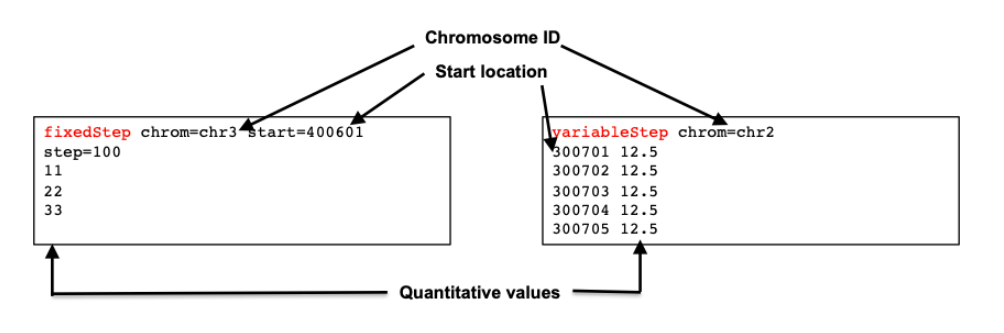 Chromosome ID
Start location
fixedStep chrom=chr3 start=400601
step=100
11
22
33
variableStep chrom=chr2
300701 12.5
300702 12.5
300703 12.5
300704 12.5
300705 12.5
Quantitative values